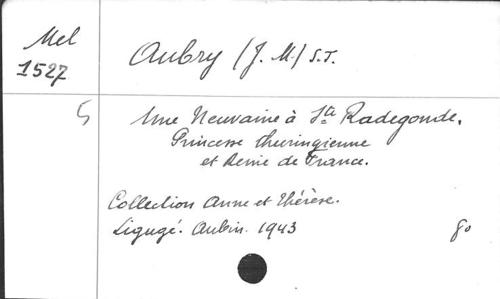 Mel
1527
Aubry (J. M) S.J.
5
Une Neuvaine à Ste Radegonde,
Princesse thuringienne
et Reine de France.
Collection Anne et Thérèse.
Ligugé. Aubin. 1943
8o